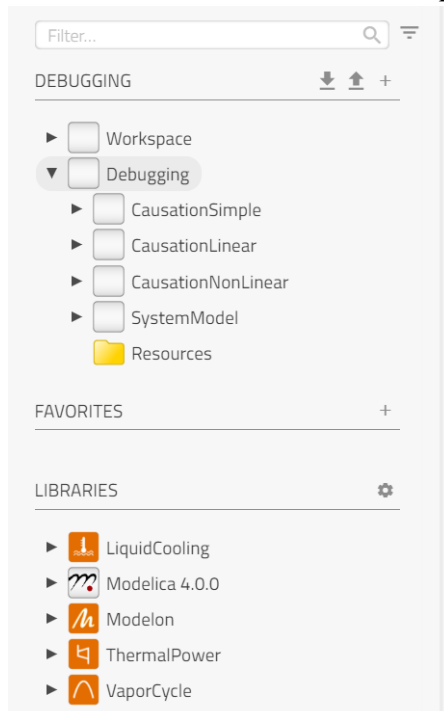 Filter...
DEBUGGING
Workspace
Debugging
CausationSimple
CausationLinear
CausationNonLinear
SystemModel
Resources
FAVORITES
LIBRARIES
LiquidCooling
Modelica 4.0.0
Modelon
ThermalPower
VaporCycle